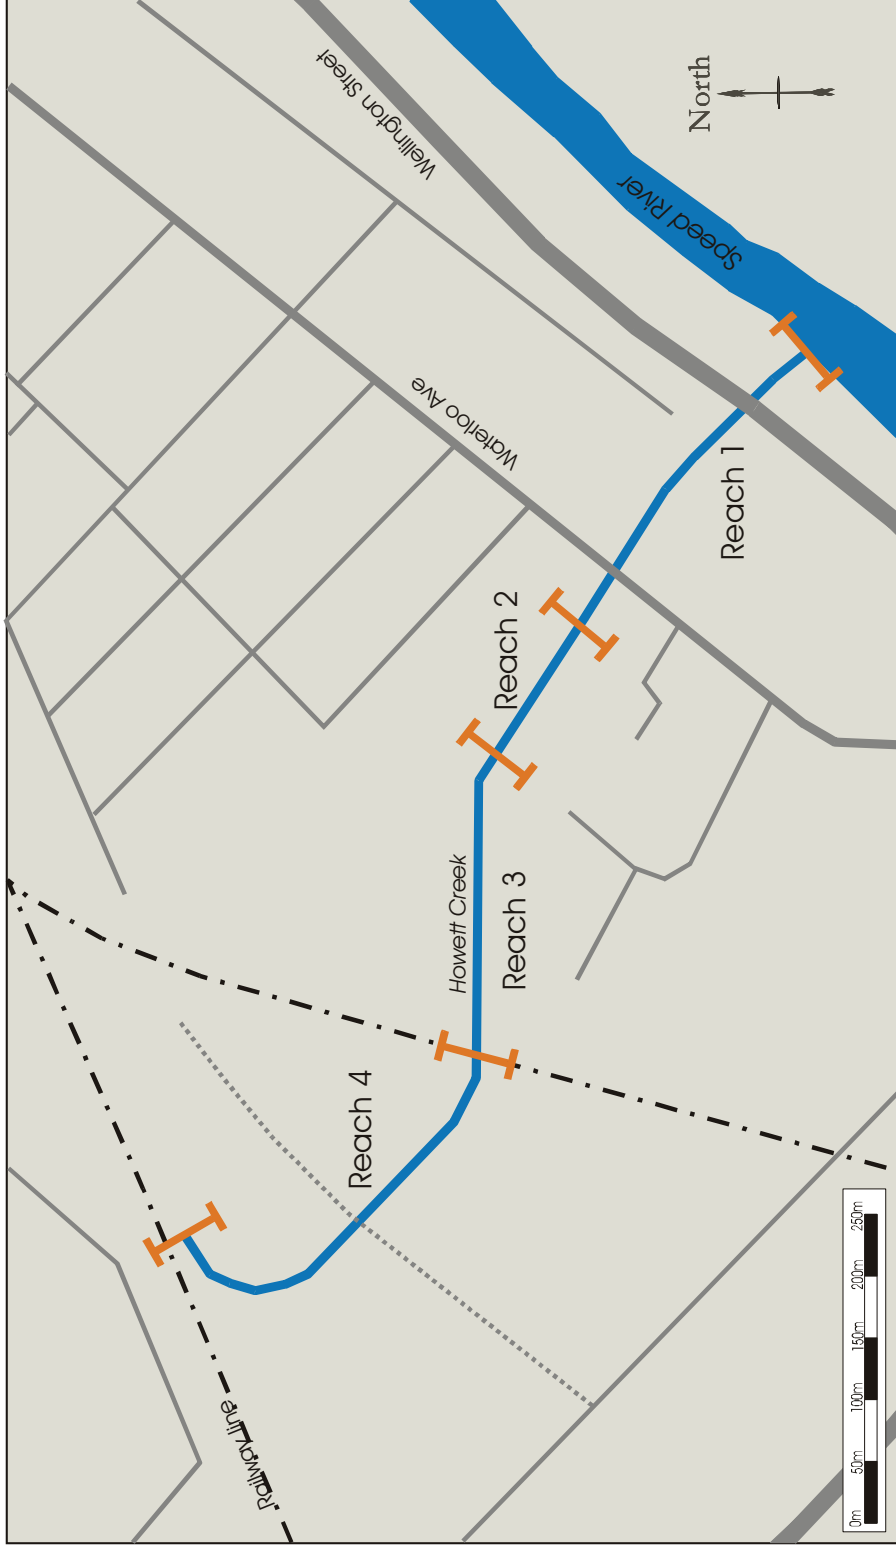 Railway line
Reach 4
Howett Creek
Reach 3
Reach 2
Waterloo Ave
Wellington Street
Reach 1
Speed River
North
0m 50m 100m 150m 200m 250m